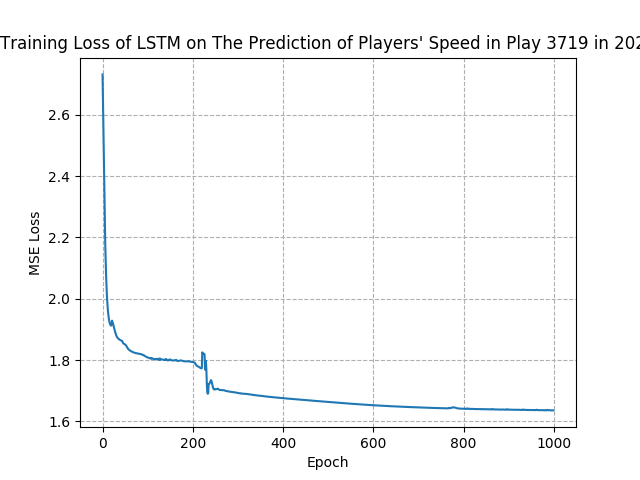 Training Loss of LSTM on The Prediction of Players' Speed in Play 3719 in 202
MSE Loss
2.6
2.4
2.2
2.0
1.8
1.6
0 200 400 600 800 1000
Epoch